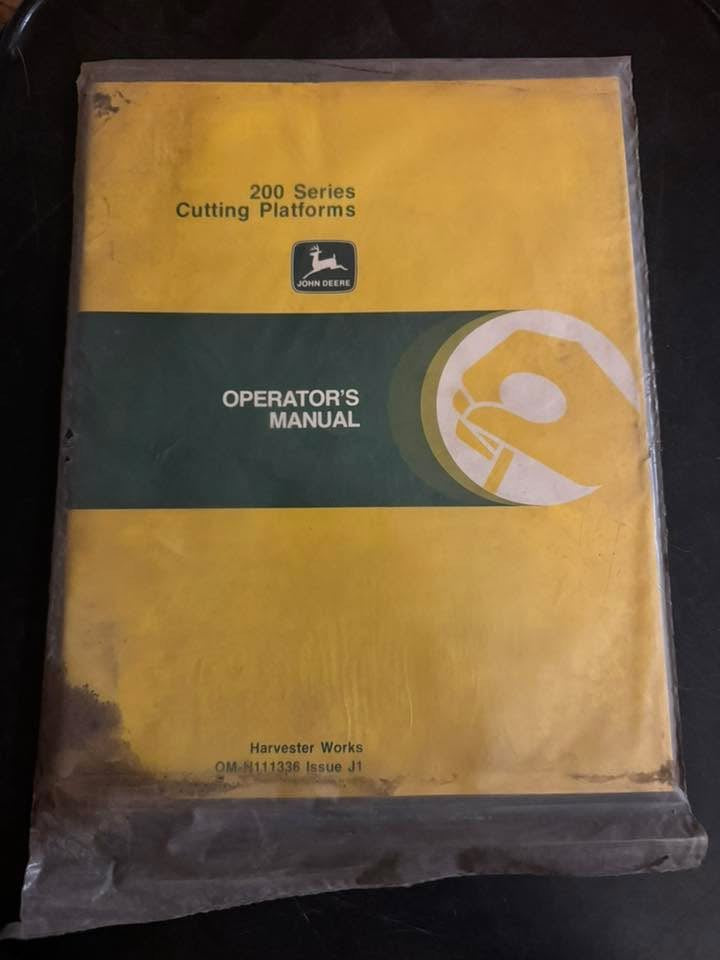 200 Series
Cutting Platforms
JOHN DEERE
OPERATOR'S
MANUAL
Harvester Works
OM-H111336 Issue J1